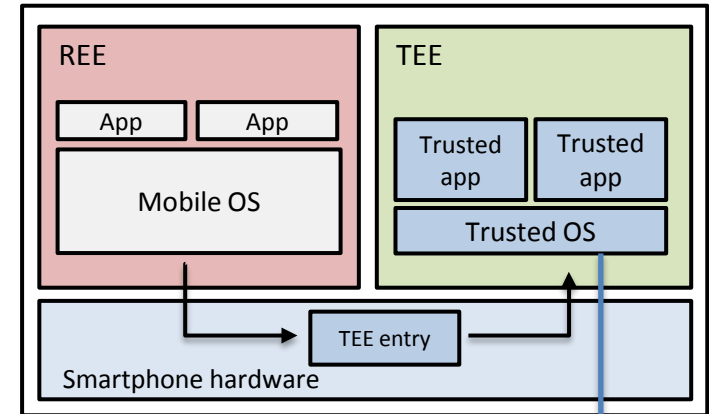 REE
App
App
Mobile OS
TEE
Trusted
app
Trusted
app
Trusted OS
TEE entry
Smartphone hardware